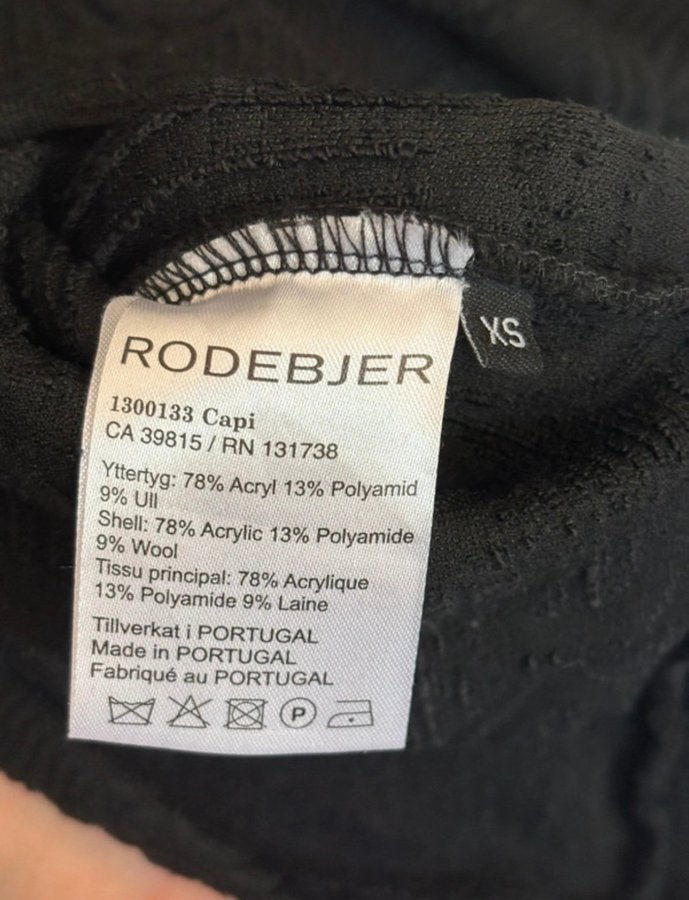 RODEBJER
XS
1300133 Capi
CA 39815 / RN 131738
Yttertyg: 78% Acryl 13% Polyamid
9% Ull
Shell: 78% Acrylic 13% Polyamide
9% Wool
Tissu principal: 78% Acrylique
13% Polyamide 9% Laine
Tillverkat i PORTUGAL
Made in PORTUGAL
Fabriqué au PORTUGAL
P